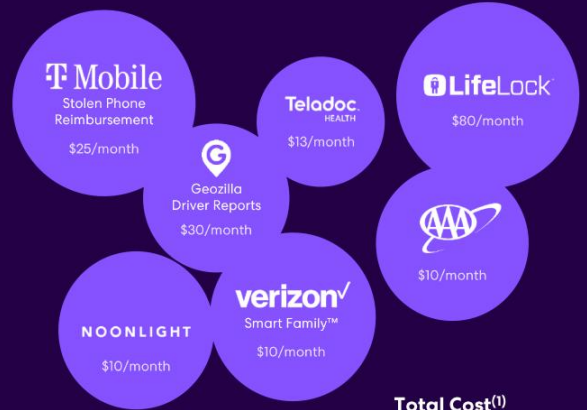 T Mobile
Stolen Phone
Reimbursement
$25/month
Teladoc.
HEALTH
$13/month
LifeLock
$80/month
G
Geozilla
Driver Reports
$30/month
AAA
$10/month
verizon✓
Smart Family™
$10/month
NOONLIGHT
$10/month
Total Cost(1)